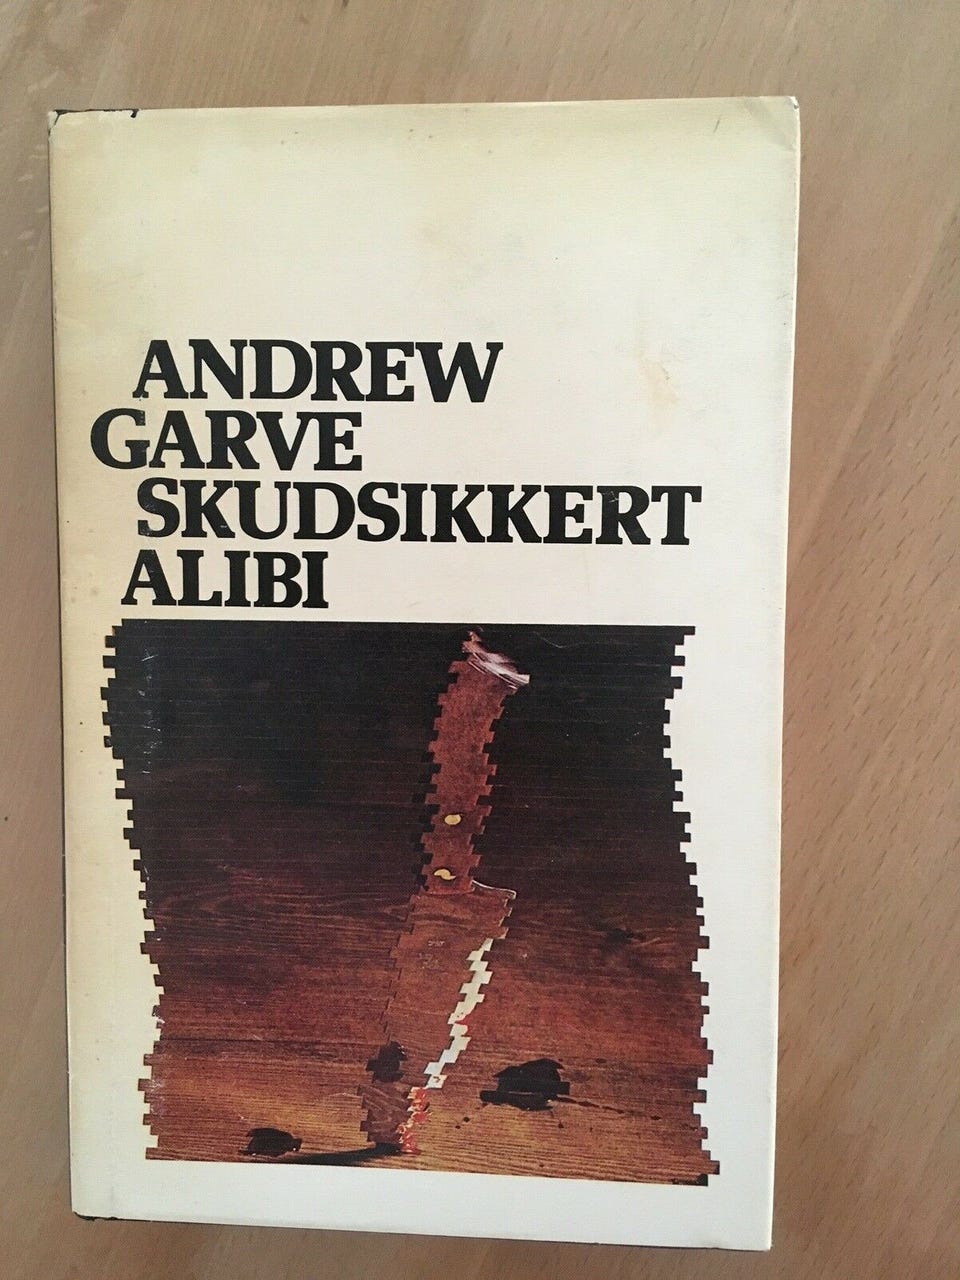 ANDREW
GARVE
SKUDSIKKERT
ALIBI